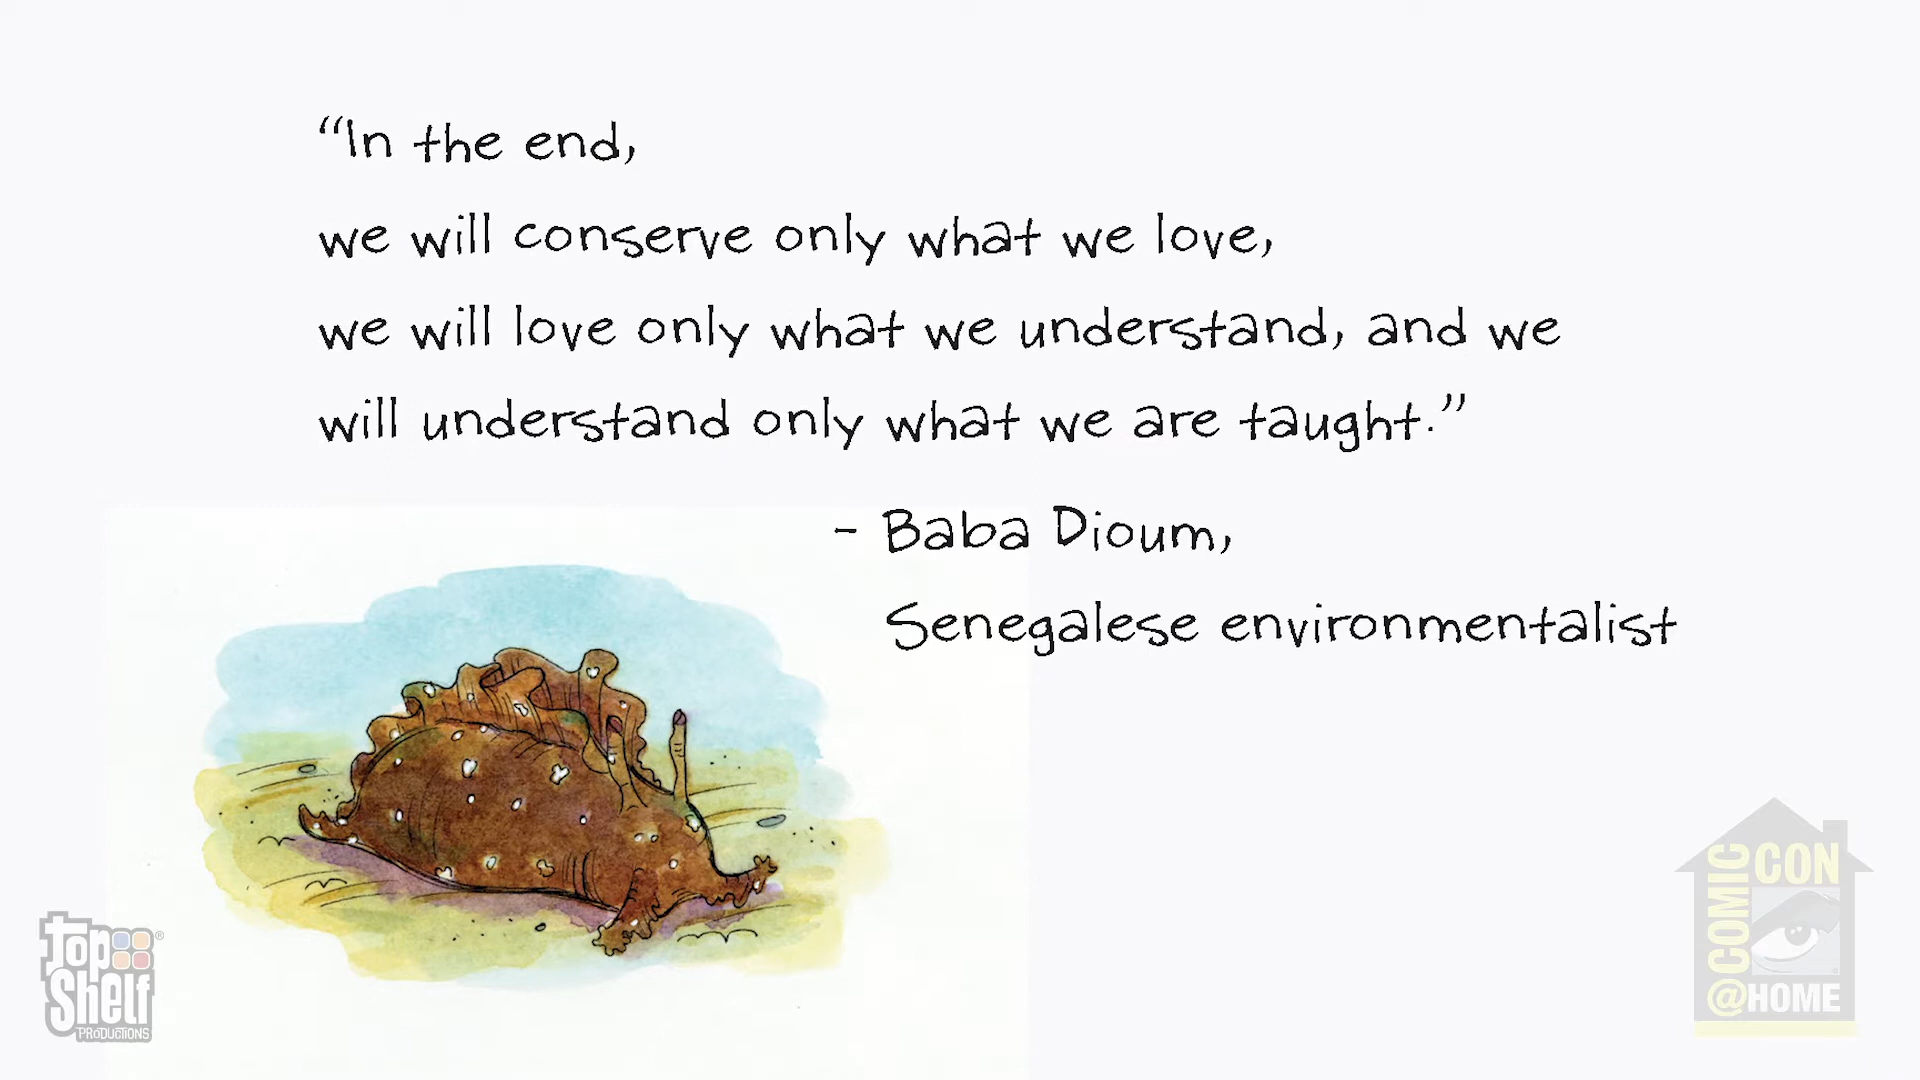 “In the end,
we will conserve only what we love,
we will love only what we understand, and we
will understand only what we are taught.”
- Baba Dioum,
Senegalese environmentalist
Top
Shelf
PRODUCTIONS
®
COMIC
CON
@HOME